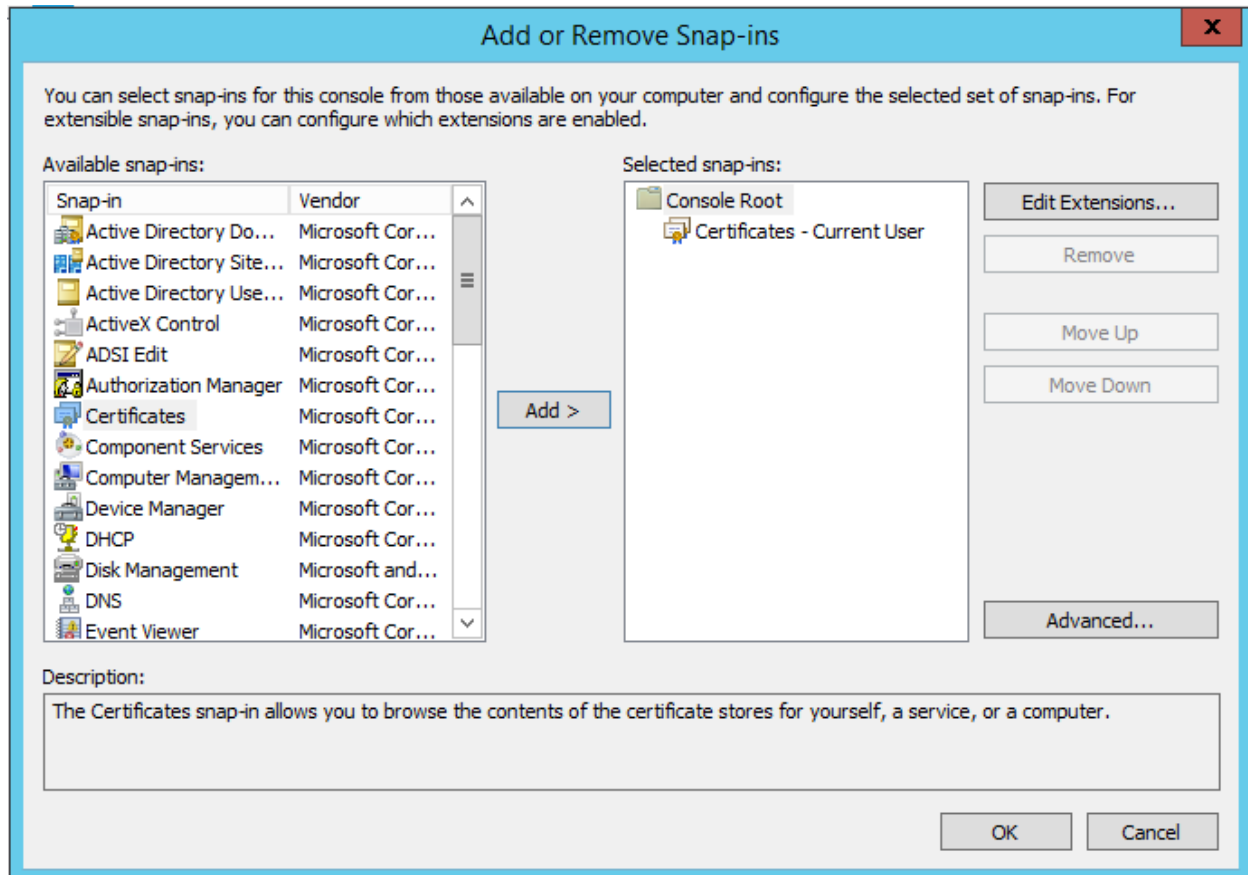 Add or Remove Snap-ins
x
You can select snap-ins for this console from those available on your computer and configure the selected set of snap-ins. For
extensible snap-ins, you can configure which extensions are enabled.
Available snap-ins:
Snap-in Vendor
Active Directory Do... Microsoft Cor...
Active Directory Site... Microsoft Cor...
Active Directory Use... Microsoft Cor...
ActiveX Control Microsoft Cor...
ADSI Edit Microsoft Cor...
Authorization Manager Microsoft Cor...
Certificates Microsoft Cor...
Component Services Microsoft Cor...
Computer Managem... Microsoft Cor...
Device Manager Microsoft Cor...
DHCP Microsoft Cor...
Disk Management Microsoft and...
DNS Microsoft Cor...
Event Viewer Microsoft Cor...
Add >
Selected snap-ins:
Console Root
Certificates - Current User
Edit Extensions...
Remove
Move Up
Move Down
Advanced...
Description:
The Certificates snap-in allows you to browse the contents of the certificate stores for yourself, a service, or a computer.
OK Cancel